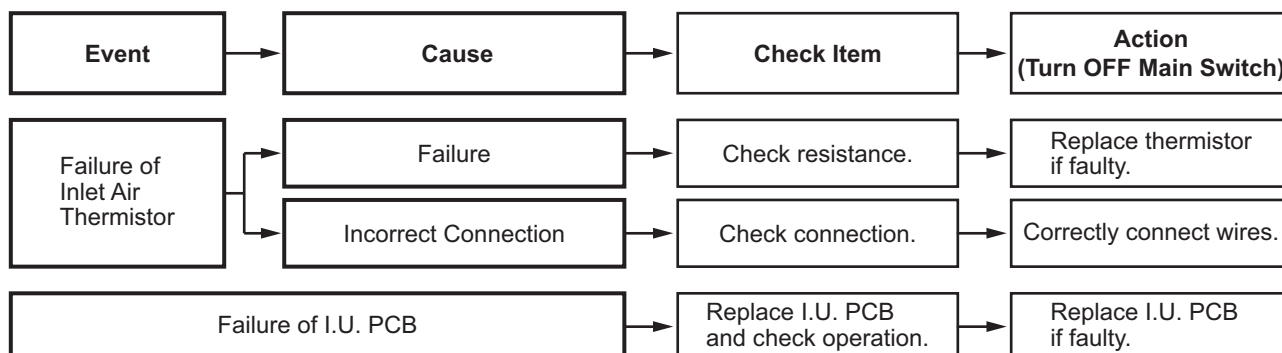 Event
Cause
Check Item
Action
(Turn OFF Main Switch)
Failure of
Inlet Air
Thermistor
Failure
Check resistance.
Replace thermistor
if faulty.
Incorrect Connection
Check connection.
Correctly connect wires.
Failure of I.U. PCB
Replace I.U. PCB
and check operation.
Replace I.U. PCB
if faulty.